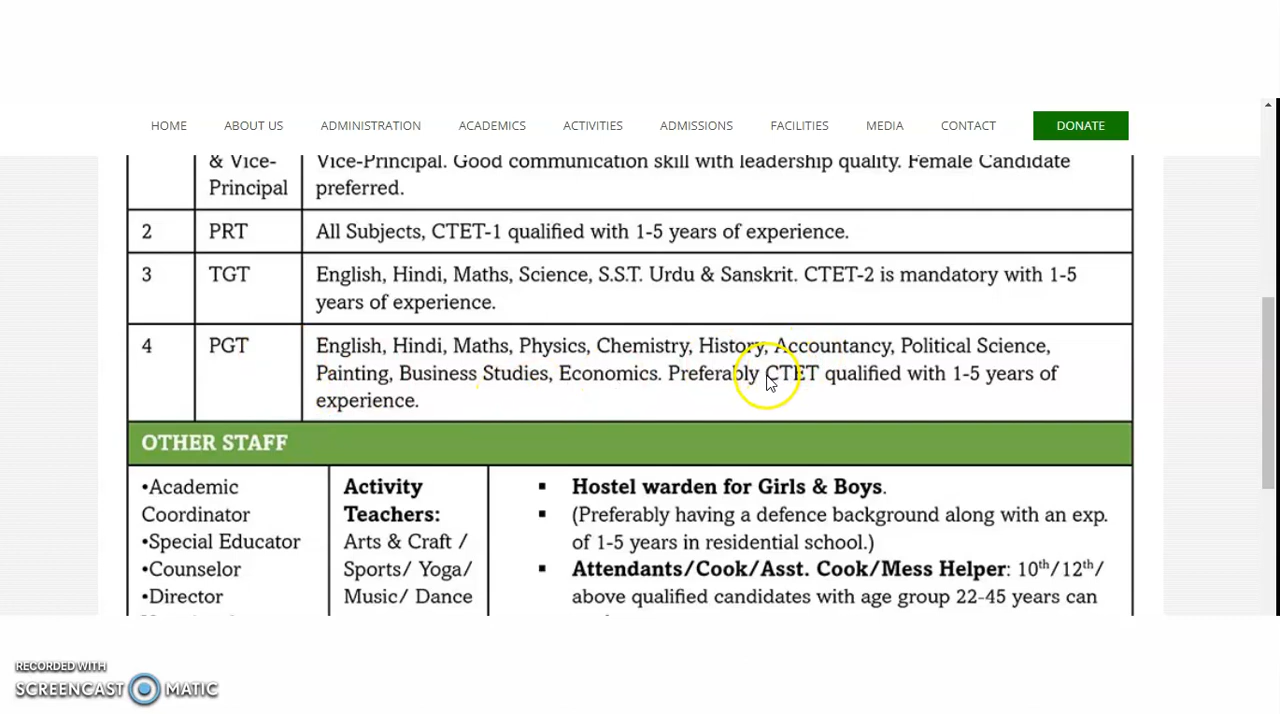 HOME ABOUT US ADMINISTRATION ACADEMICS ACTIVITIES ADMISSIONS FACILITIES MEDIA CONTACT DONATE
& Vice-
Principal
Vice-Principal. Good communication skill with leadership quality. Female Candidate
preferred.
2 PRT All Subjects, CTET-1 qualified with 1-5 years of experience.
3 TGT English, Hindi, Maths, Science, S.S.T. Urdu & Sanskrit. CTET-2 is mandatory with 1-5
years of experience.
4 PGT English, Hindi, Maths, Physics, Chemistry, History, Accountancy, Political Science,
Painting, Business Studies, Economics. Preferably CTET qualified with 1-5 years of
experience.
OTHER STAFF
•Academic
Coordinator
•Special Educator
•Counselor
•Director
Activity
Teachers:
Arts & Craft /
Sports/ Yoga/
Music/ Dance
▪ Hostel warden for Girls & Boys.
▪ (Preferably having a defence background along with an exp.
of 1-5 years in residential school.)
▪ Attendants/Cook/Asst. Cook/Mess Helper: 10th/12th/
above qualified candidates with age group 22-45 years can
RECORDED WITH
SCREENCAST MATIC